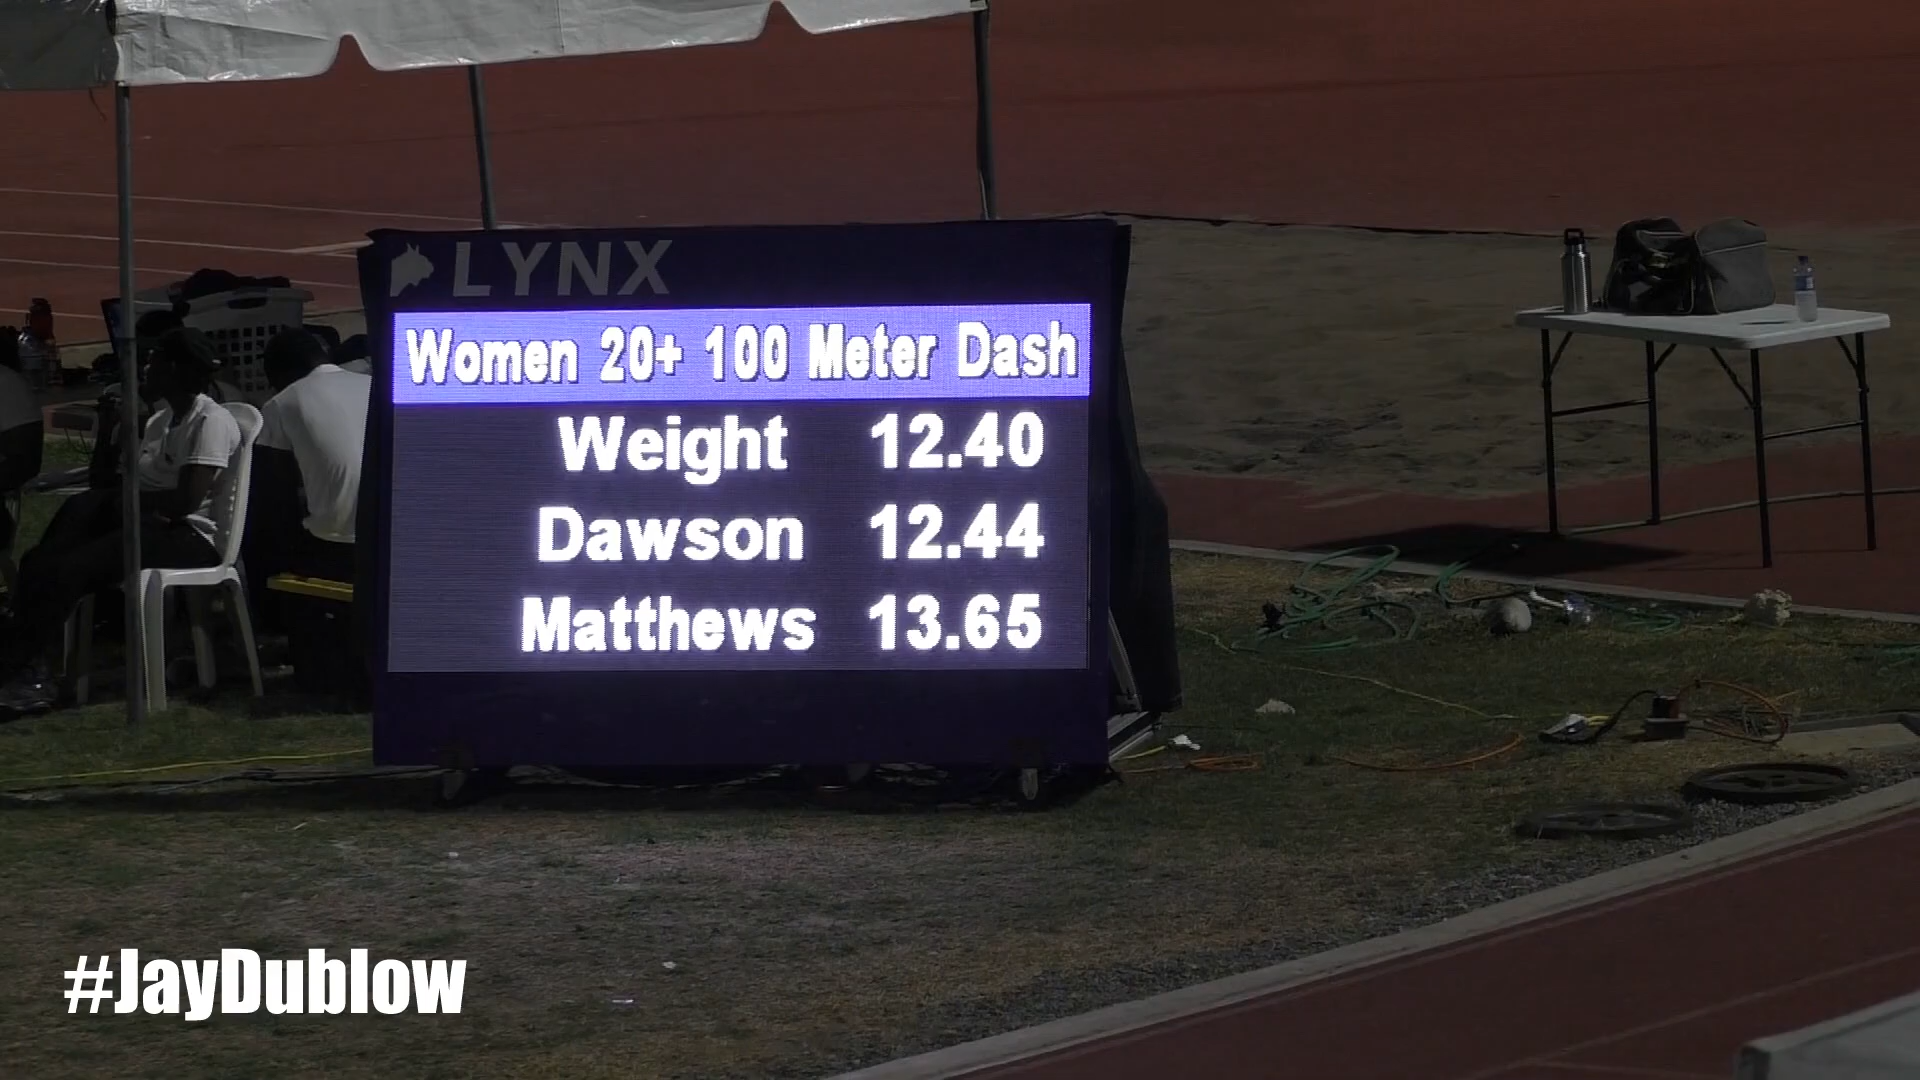 LYNX
Women 20+ 100 Meter Dash
Weight 12.40
Dawson 12.44
Matthews 13.65
#JayDublow